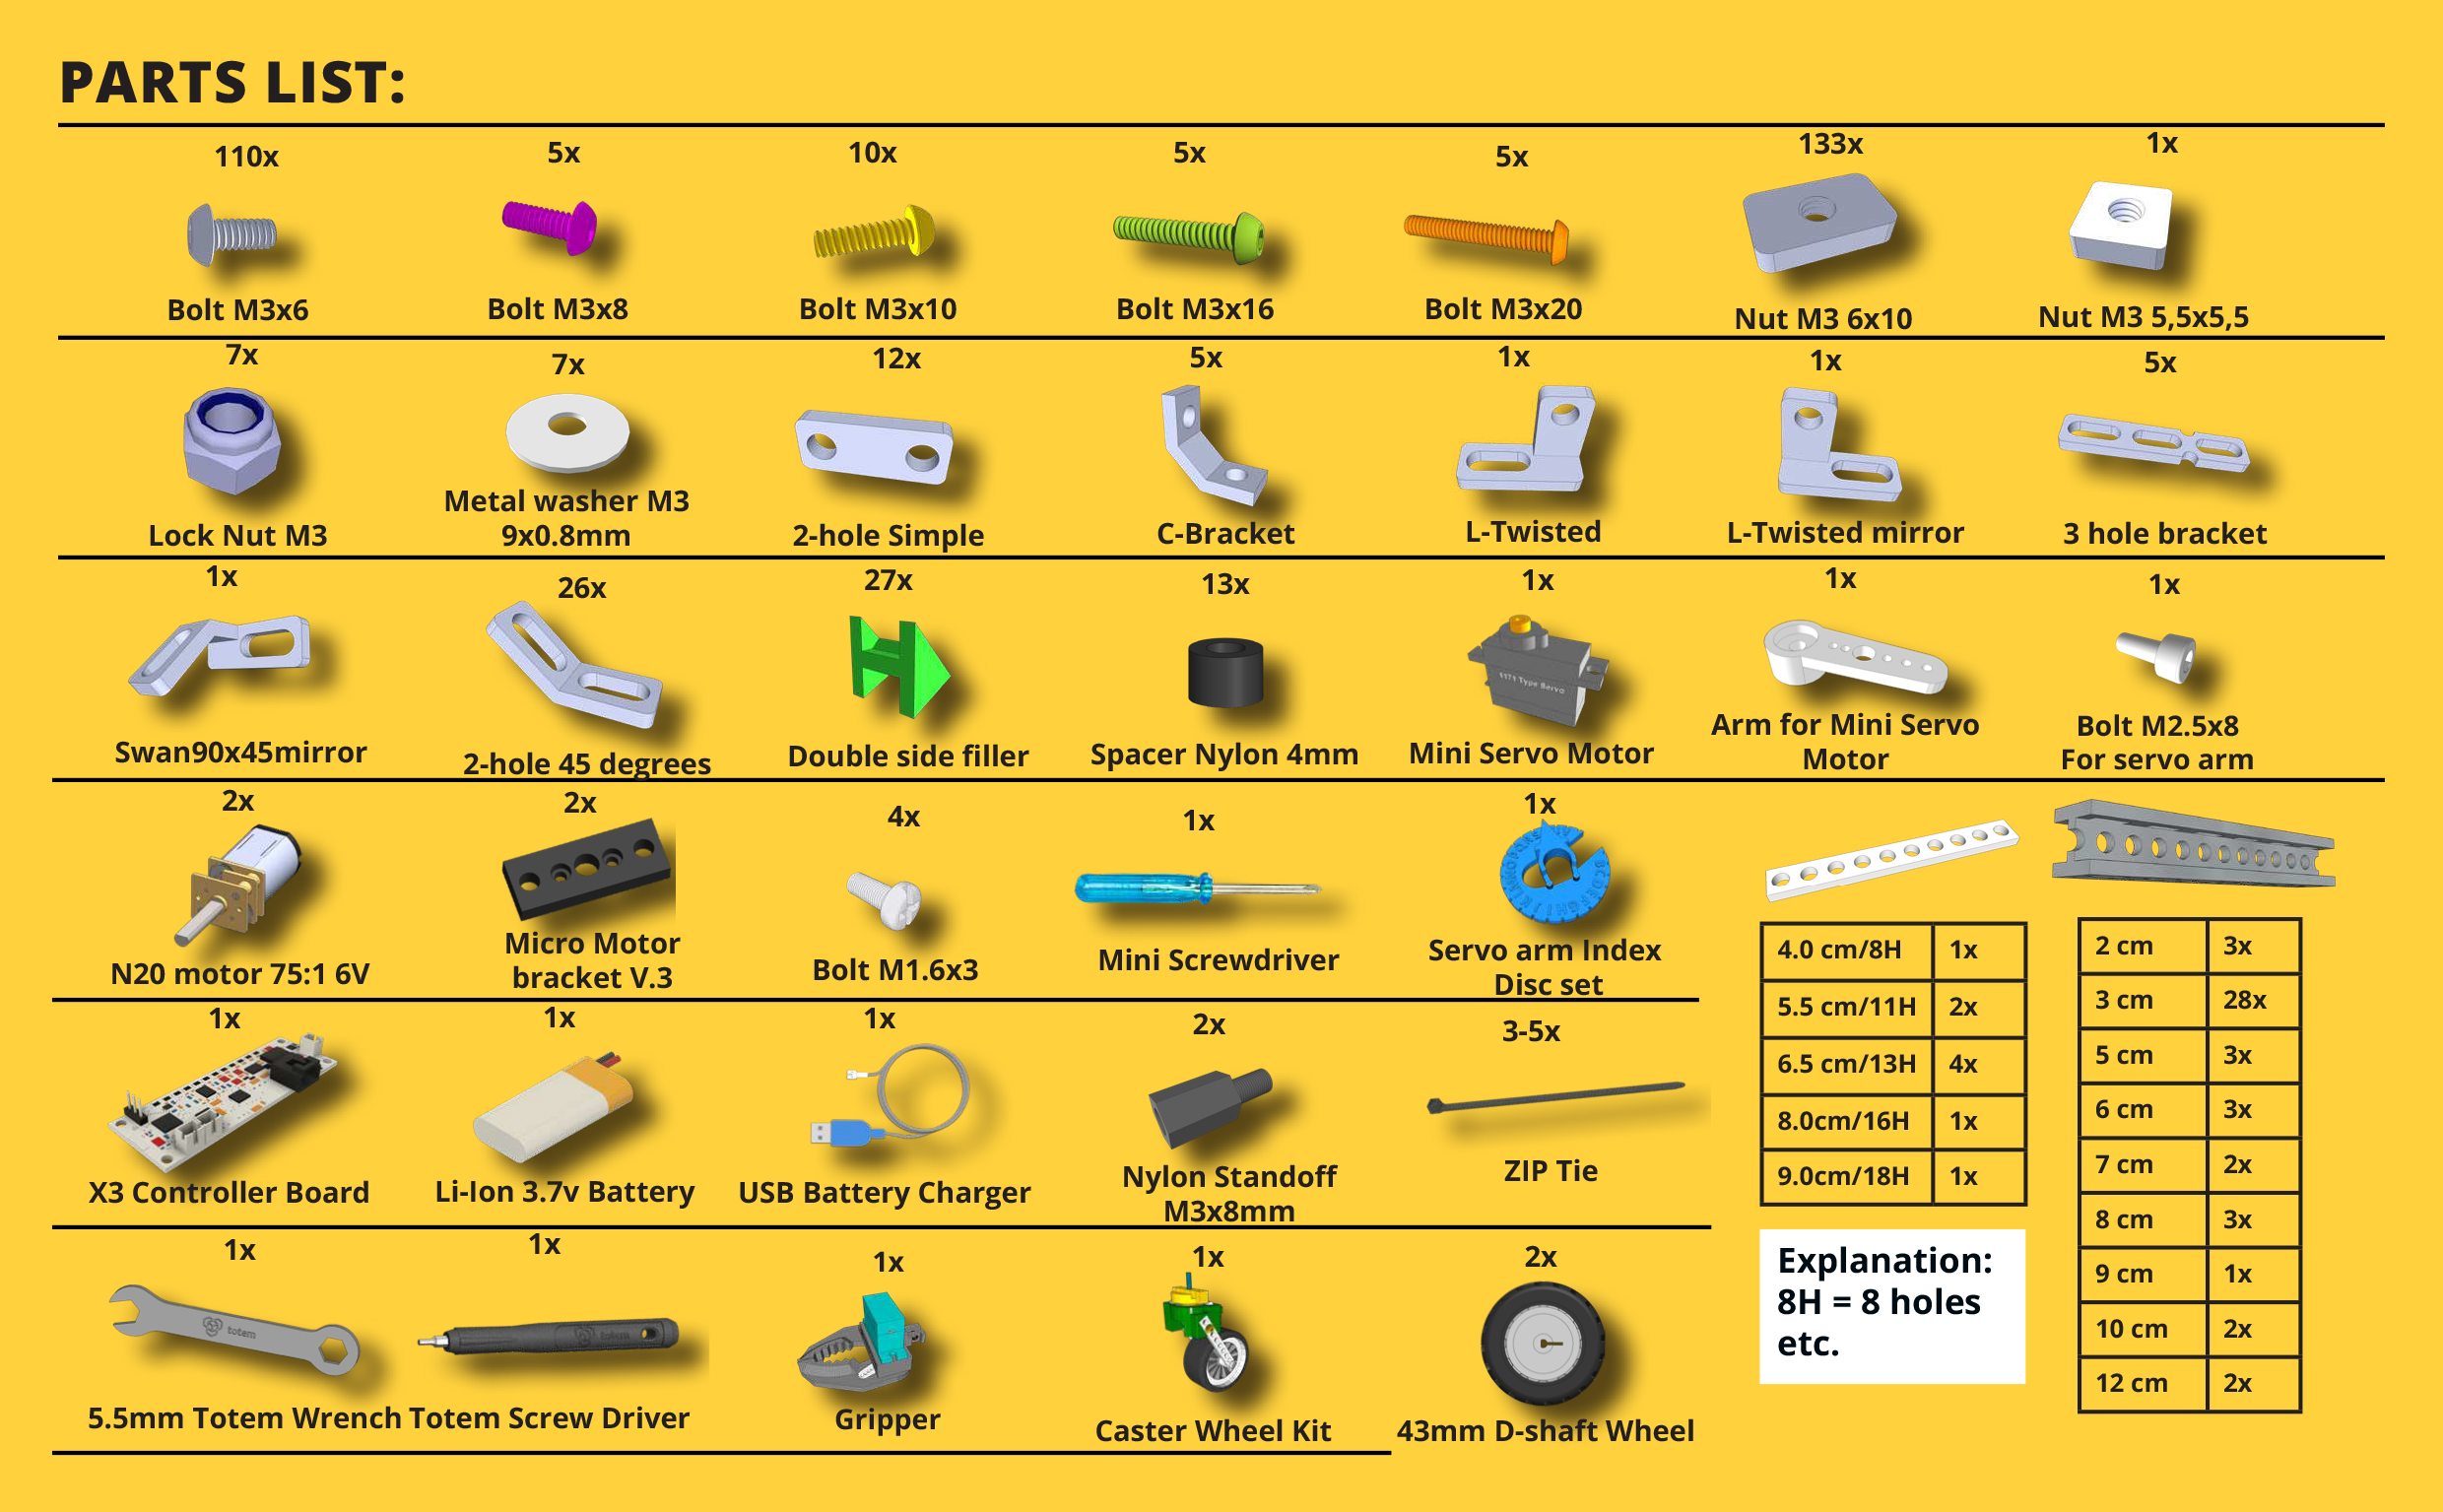 PARTS LIST:
110x
5x
10x
5x
5x
133x
1x
Bolt M3x6
Bolt M3x8
Bolt M3x10
Bolt M3x16
Bolt M3x20
Nut M3 6x10
Nut M3 5,5x5,5
7x
7x
12x
5x
1x
1x
5x
Lock Nut M3
Metal washer M3
9x0.8mm
2-hole Simple
C-Bracket
L-Twisted
L-Twisted mirror
3 hole bracket
1x
26x
27x
13x
1x
1x
1x
1171 Type Servo
Swan90x45mirror
2-hole 45 degrees
Double side filler
Spacer Nylon 4mm
Mini Servo Motor
Arm for Mini Servo
Motor
Bolt M2.5x8
For servo arm
2x
2x
4x
1x
1x
N20 motor 75:1 6V
Micro Motor
bracket V.3
Bolt M1.6x3
Mini Screwdriver
Servo arm Index
Disc set
1x
1x
1x
2x
3-5x
X3 Controller Board
Li-Ion 3.7v Battery
USB Battery Charger
Nylon Standoff
M3x8mm
ZIP Tie
1x
1x
1x
1x
2x
totem
totem
5.5mm Totem Wrench
Totem Screw Driver
Gripper
Caster Wheel Kit
43mm D-shaft Wheel
4.0 cm/8H 1x
5.5 cm/11H 2x
6.5 cm/13H 4x
8.0cm/16H 1x
9.0cm/18H 1x
Explanation:
8H = 8 holes
etc.
2 cm 3x
3 cm 28x
5 cm 3x
6 cm 3x
7 cm 2x
8 cm 3x
9 cm 1x
10 cm 2x
12 cm 2x